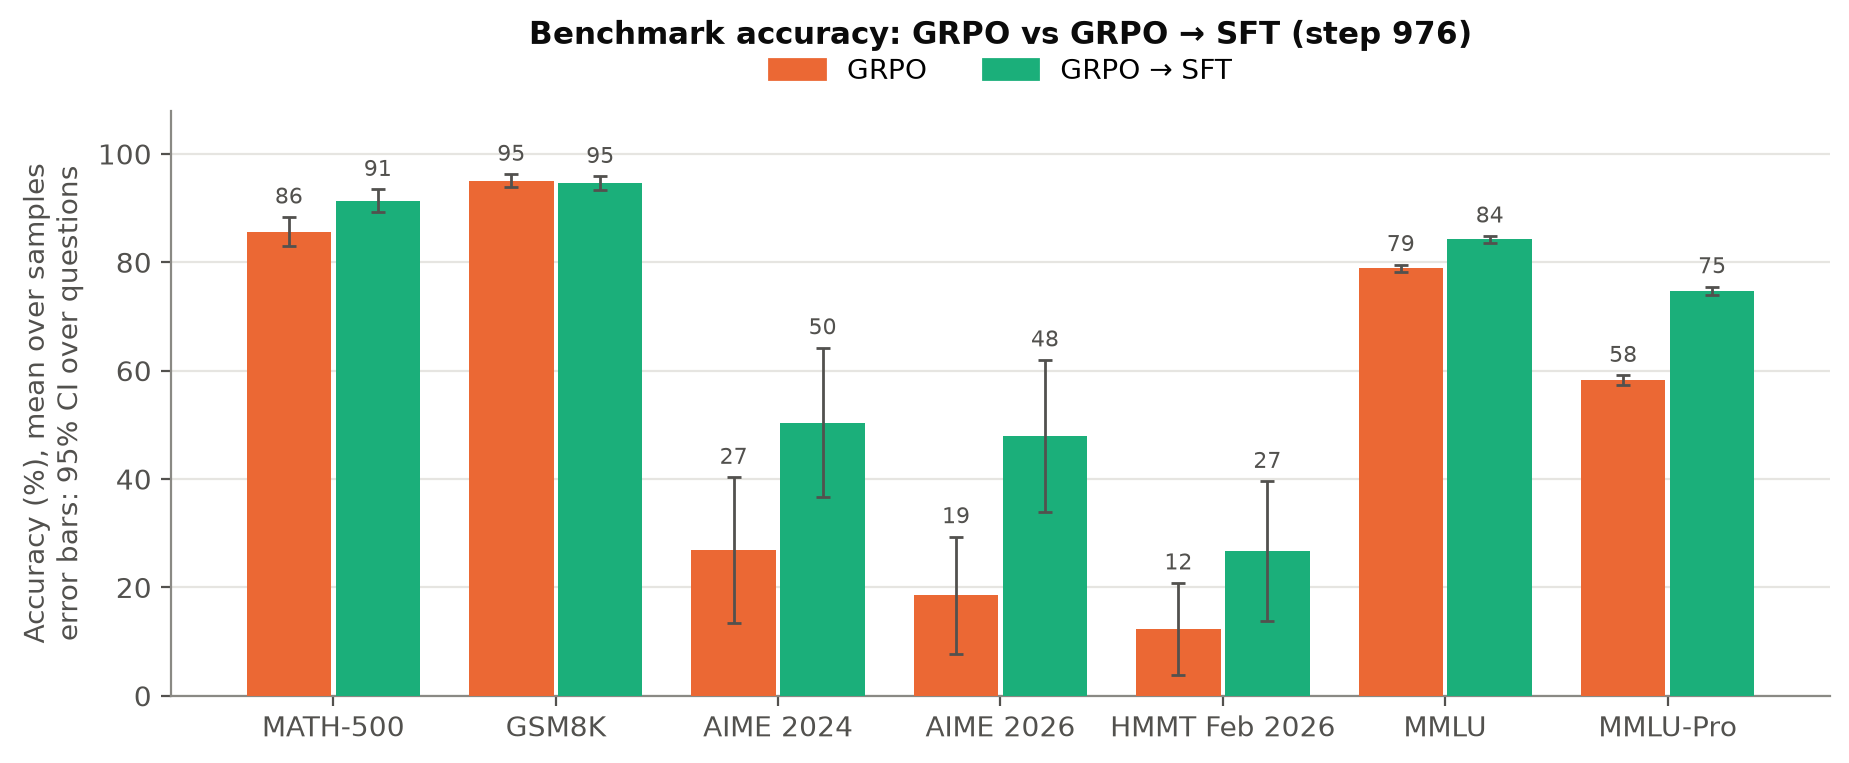 Benchmark accuracy: GRPO vs GRPO → SFT (step 976)
GRPO
GRPO → SFT
Accuracy (%), mean over samples
error bars: 95% CI over questions
100
80
60
40
20
0
86
91
95
95
27
50
19
48
12
27
79
84
58
75
MATH-500
GSM8K
AIME 2024
AIME 2026
HMMT Feb 2026
MMLU
MMLU-Pro